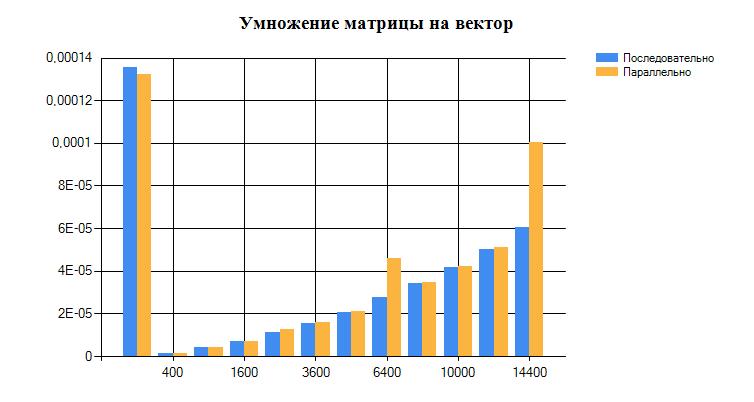 Умножение матрицы на вектор
Последовательно
Параллельно
0,00014
0,00012
0,0001
8E-05
6E-05
4E-05
2E-05
0
400 1600 3600 6400 10000 14400